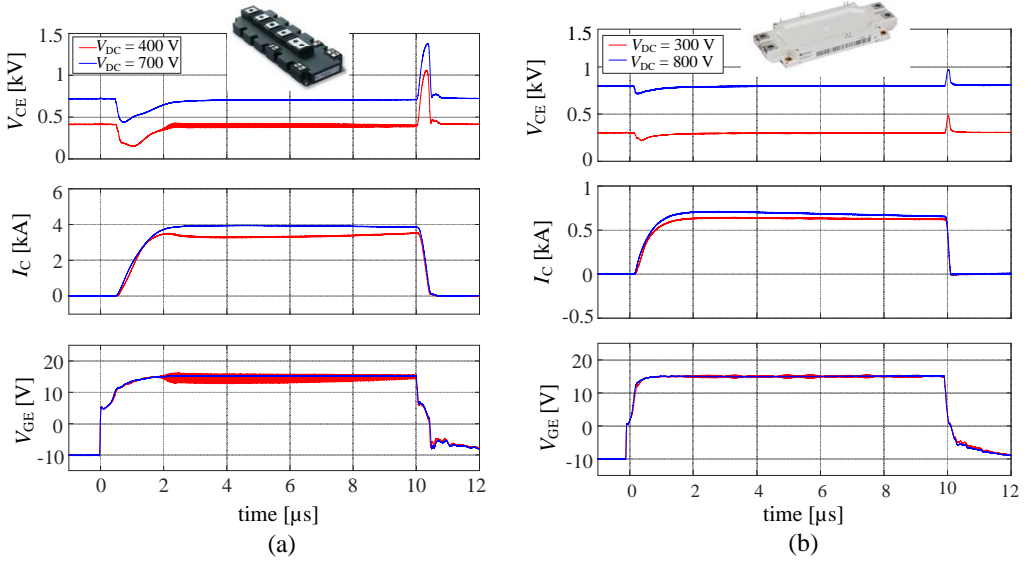 V_DC = 400 V
V_DC = 700 V
V_CE [kV]
1.5
1
0.5
0
I_C [kA]
6
4
2
0
V_GE [V]
20
10
0
-10
0 2 4 6 8 10 12
time [µs]
(a)
V_DC = 300 V
V_DC = 800 V
V_CE [kV]
1.5
1
0.5
0
I_C [kA]
1
0.5
0
-0.5
V_GE [V]
20
10
0
-10
0 2 4 6 8 10 12
time [µs]
(b)